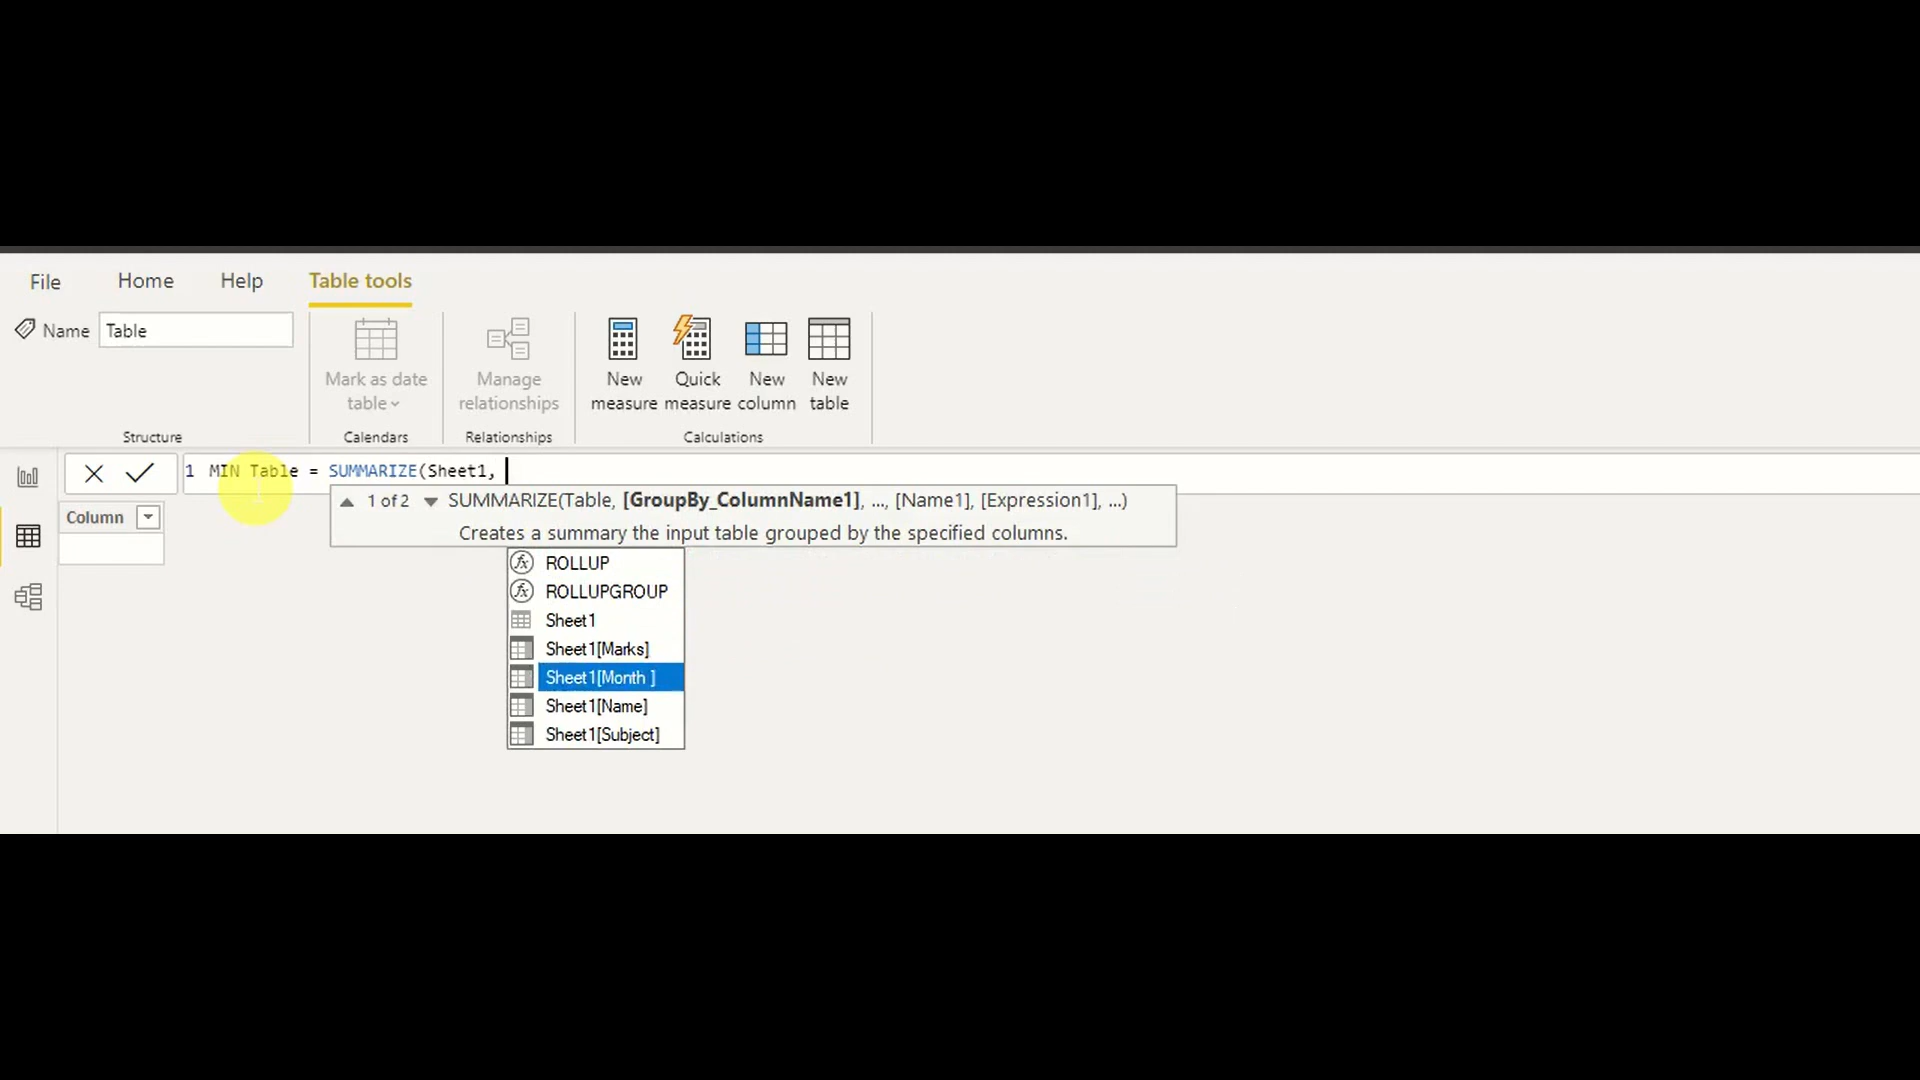 File Home Help Table tools
Name Table
Mark as date table
Manage relationships
New measure
Quick measure
New column
New table
Structure Calendars Relationships Calculations
1 MIN Table = SUMMARIZE(Sheet1,
1 of 2 SUMMARIZE(Table, [GroupBy_ColumnName1], ..., [Name1], [Expression1], ...)
Creates a summary the input table grouped by the specified columns.
Column
ROLLUP
ROLLUPGROUP
Sheet1
Sheet1[Marks]
Sheet1[Month ]
Sheet1[Name]
Sheet1[Subject]